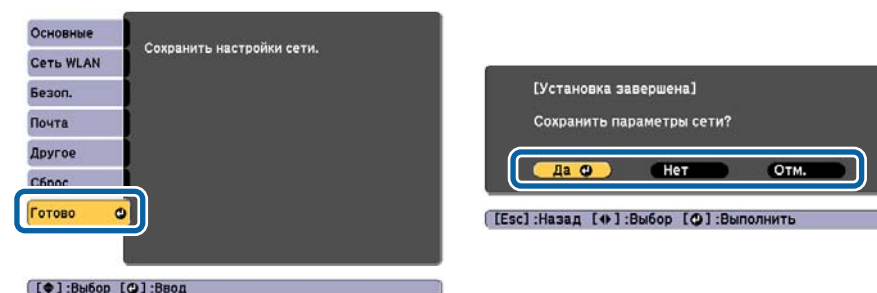 Основные
Сеть WLAN
Безоп.
Почта
Другое
Сброс
Готово
Сохранить настройки сети.
[◆]:Выбор [↵]:Ввод
[Установка завершена]
Сохранить параметры сети?
Да Нет Отм.
[Esc]:Назад [◀▶]:Выбор [↵]:Выполнить